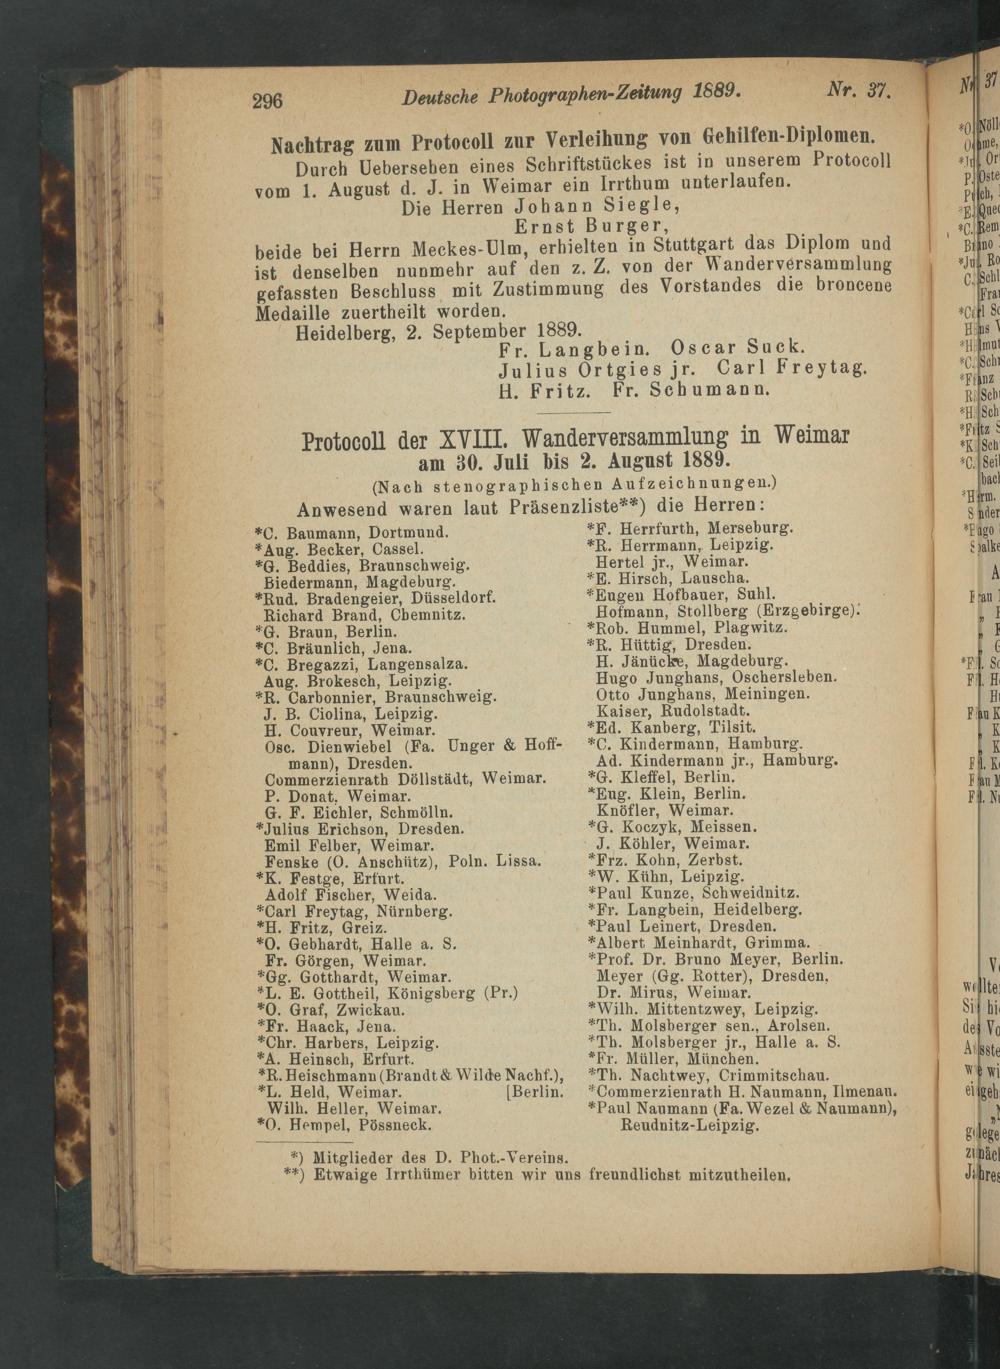 296
Deutsche Photographen-Zeitung 1889.
Nr. 37.
Nachtrag zum Protocoll zur Verleihung von Gehilfen-Diplomen.
Durch Uebersehen eines Schriftstückes ist in unserem Protocoll
vom 1. August d. J. in Weimar ein Irrthum unterlaufen.
Die Herren Johann Siegle,
Ernst Burger,
beide bei Herrn Meckes-Ulm, erhielten in Stuttgart das Diplom und
ist denselben nunmehr auf den z. Z. von der Wanderversammlung
gefassten Beschluss mit Zustimmung des Vorstandes die broncene
Medaille zuertheilt worden.
Heidelberg, 2. September 1889.
Fr. Langbein. Oscar Suck.
Julius Ortgies jr. Carl Freytag.
H. Fritz. Fr. Schumann.
Protocoll der XVIII. Wanderversammlung in Weimar
am 30. Juli bis 2. August 1889.
(Nach stenographischen Aufzeichnungen.)
Anwesend waren laut Präsenzliste**) die Herren:
*C. Baumann, Dortmund.
*Aug. Becker, Cassel.
*G. Beddies, Braunschweig.
Biedermann, Magdeburg.
*Rud. Bradengeier, Düsseldorf.
Richard Brand, Chemnitz.
*G. Braun, Berlin.
*C. Bräunlich, Jena.
*C. Bregazzi, Langensalza.
Aug. Brokesch, Leipzig.
*R. Carbonnier, Braunschweig.
J. B. Ciolina, Leipzig.
H. Couvreur, Weimar.
Osc. Dienwiebel (Fa. Unger & Hoff-
mann), Dresden.
Commerzienrath Döllstädt, Weimar.
P. Donat, Weimar.
G. F. Eichler, Schmölln.
*Julius Erichson, Dresden.
Emil Felber, Weimar.
Fenske (O. Anschütz), Poln. Lissa.
*K. Festge, Erfurt.
Adolf Fischer, Weida.
*Carl Freytag, Nürnberg.
*H. Fritz, Greiz.
*O. Gebhardt, Halle a. S.
Fr. Görgen, Weimar.
*Gg. Gotthardt, Weimar.
*L. E. Gottheil, Königsberg (Pr.)
*O. Graf, Zwickau.
*Fr. Haack, Jena.
*Chr. Harbers, Leipzig.
*A. Heinsch, Erfurt.
*R. Heischmann (Brandt & Wilde Nachf.),
*L. Held, Weimar. [Berlin.
Wilh. Heller, Weimar.
*O. Hempel, Pössneck.
*F. Herrfurth, Merseburg.
*R. Herrmann, Leipzig.
Hertel jr., Weimar.
*E. Hirsch, Lauscha.
*Eugen Hofbauer, Suhl.
Hofmann, Stollberg (Erzgebirge).
*Rob. Hummel, Plagwitz.
*R. Hüttig, Dresden.
H. Jänücke, Magdeburg.
Hugo Junghans, Oschersleben.
Otto Junghans, Meiningen.
Kaiser, Rudolstadt.
*Ed. Kanberg, Tilsit.
*C. Kindermann, Hamburg.
Ad. Kindermann jr., Hamburg.
*G. Kleffel, Berlin.
*Eug. Klein, Berlin.
Knöfler, Weimar.
*G. Koczyk, Meissen.
J. Köhler, Weimar.
*Frz. Kohn, Zerbst.
*W. Kühn, Leipzig.
*Paul Kunze, Schweidnitz.
*Fr. Langbein, Heidelberg.
*Paul Leinert, Dresden.
*Albert Meinhardt, Grimma.
*Prof. Dr. Bruno Meyer, Berlin.
Meyer (Gg. Rotter), Dresden.
Dr. Mirus, Weimar.
*Wilh. Mittentzwey, Leipzig.
*Th. Molsberger sen., Arolsen.
*Th. Molsberger jr., Halle a. S.
*Fr. Müller, München.
*Th. Nachtwey, Crimmitschau.
*Commerzienrath H. Naumann, Ilmenau.
*Paul Naumann (Fa. Wezel & Naumann),
Reudnitz-Leipzig.
*) Mitglieder des D. Phot.-Vereins.
**) Etwaige Irrthümer bitten wir uns freundlichst mitzutheilen.